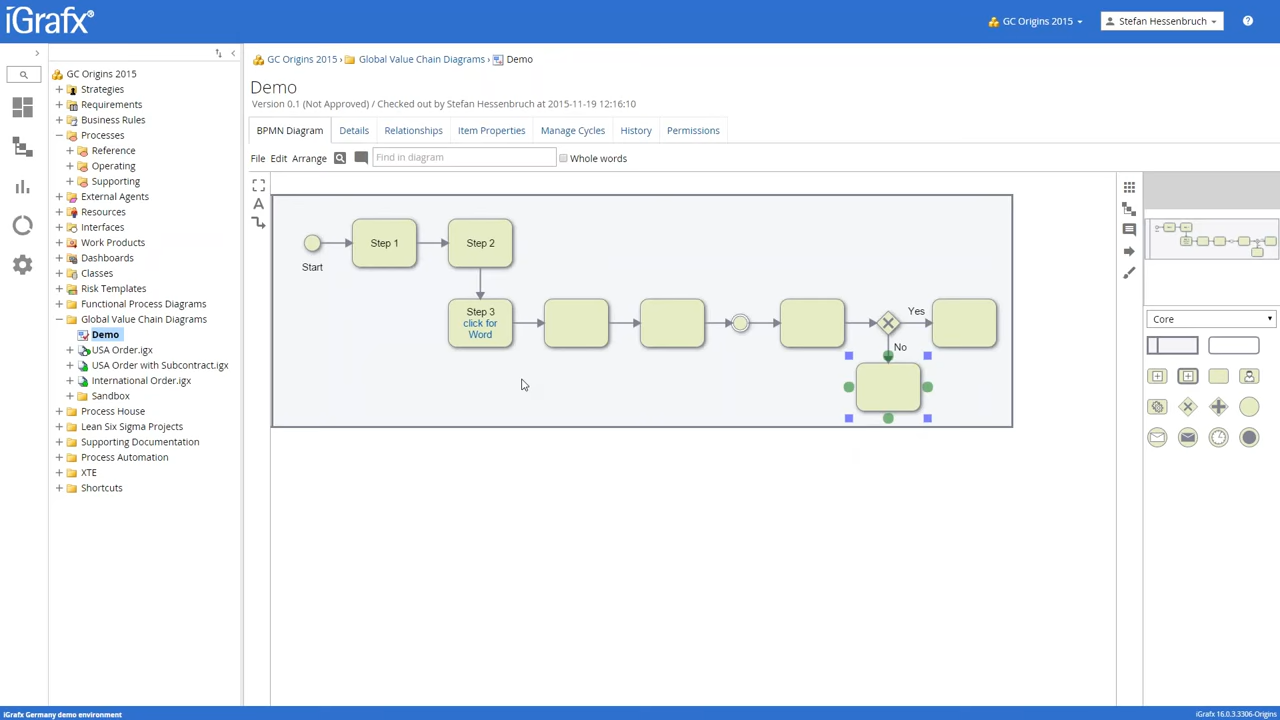 iGrafx®
GC Origins 2015
Stefan Hessenbruch
GC Origins 2015
Strategies
Requirements
Business Rules
Processes
Reference
Operating
Supporting
External Agents
Resources
Interfaces
Work Products
Dashboards
Classes
Risk Templates
Functional Process Diagrams
Global Value Chain Diagrams
Demo
USA Order.igx
USA Order with Subcontract.igx
International Order.igx
Sandbox
Process House
Lean Six Sigma Projects
Supporting Documentation
Process Automation
XTE
Shortcuts
GC Origins 2015 › Global Value Chain Diagrams › Demo
Demo
Version 0.1 (Not Approved) / Checked out by Stefan Hessenbruch at 2015-11-19 12:16:10
BPMN Diagram Details Relationships Item Properties Manage Cycles History Permissions
File Edit Arrange Find in diagram Whole words
A
Start
Step 1
Step 2
Step 3
click for
Word
Yes
No
Core
iGrafx Germany demo environment
iGrafx 16.0.3.3306-Origins